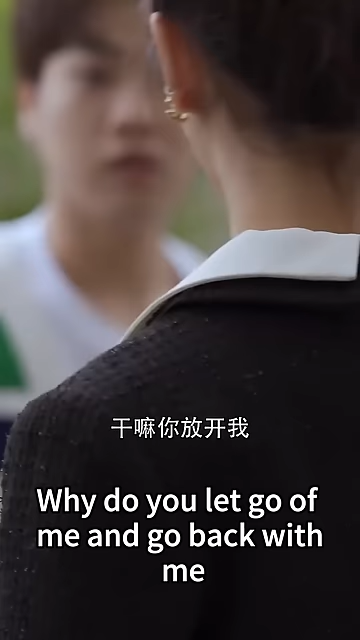 干嘛你放开我
Why do you let go of
me and go back with
me